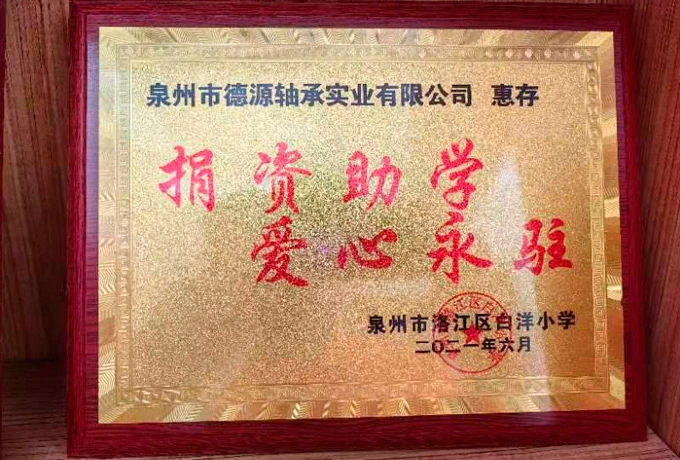 泉州市德源轴承实业有限公司 惠存
捐资助学
爱心永驻
泉州市洛江区白洋小学
二〇二一年六月